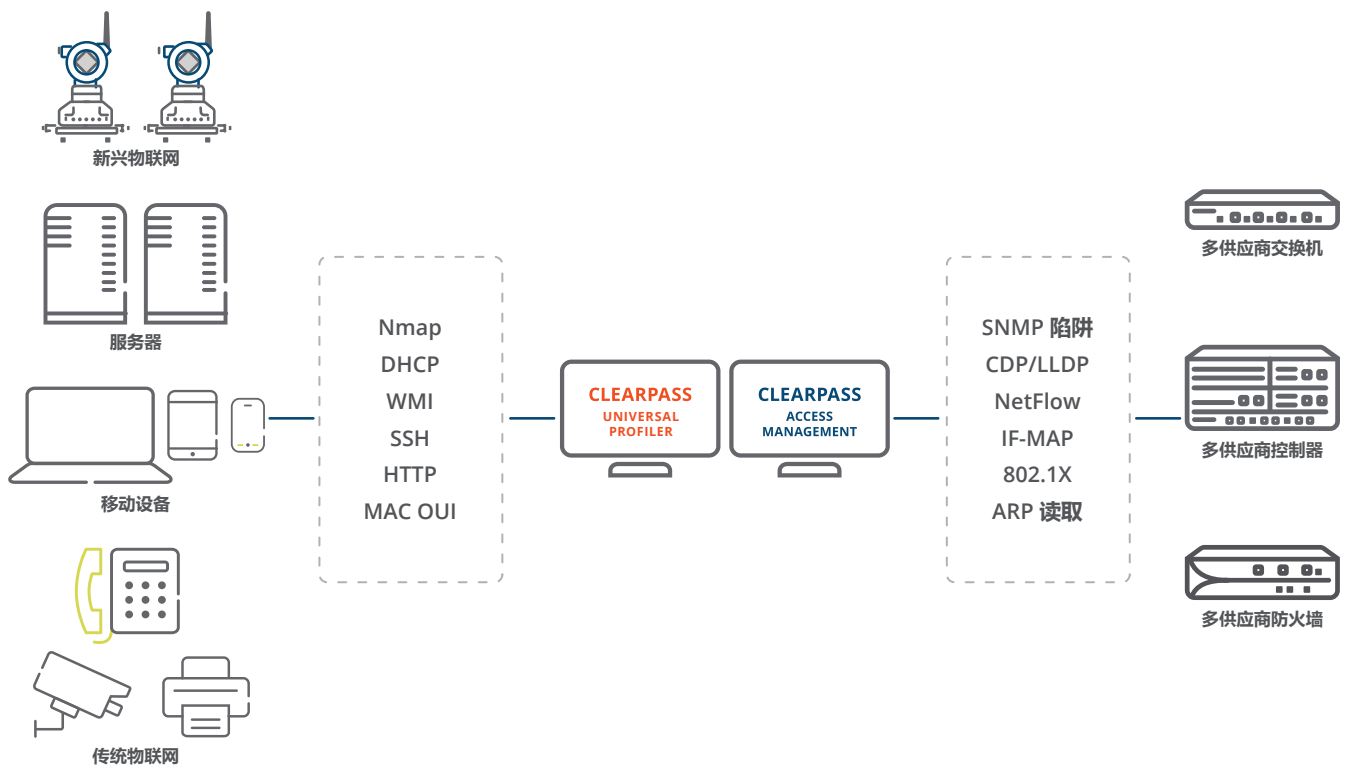 新兴物联网
服务器
移动设备
传统物联网
Nmap
DHCP
WMI
SSH
HTTP
MAC OUI
CLEARPASS
UNIVERSAL
PROFILER
CLEARPASS
ACCESS
MANAGEMENT
SNMP 陷阱
CDP/LLDP
NetFlow
IF-MAP
802.1X
ARP 读取
多供应商交换机
多供应商控制器
多供应商防火墙